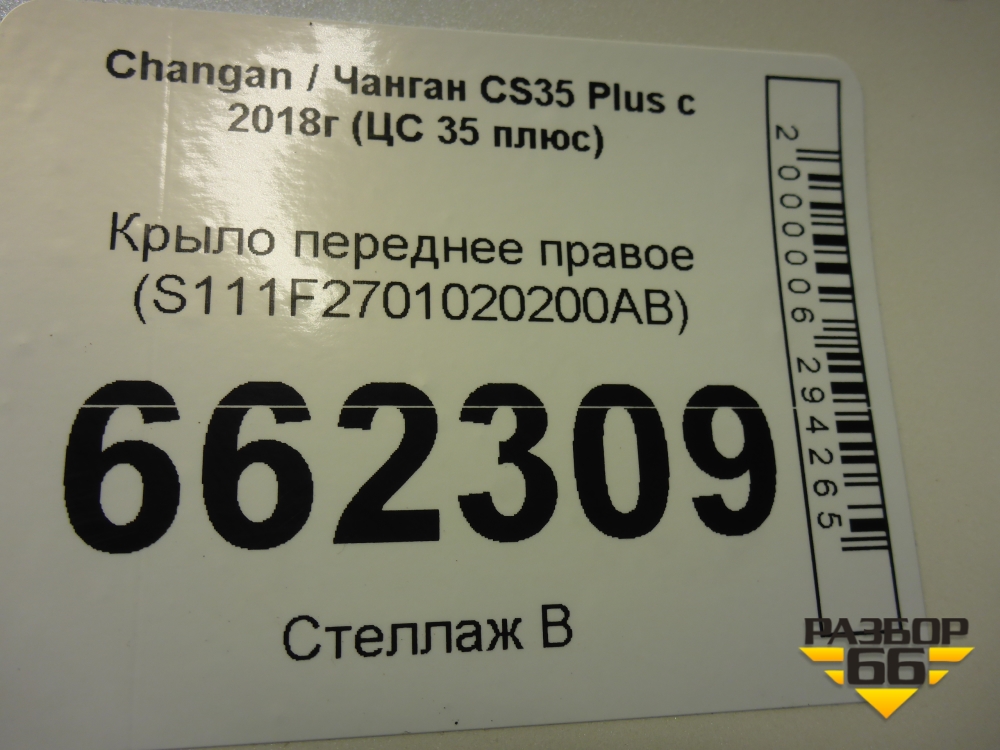 Changan / Чанган CS35 Plus с
2018г (ЦС 35 плюс)
Крыло переднее правое
(S111F2701020200AB)
662309
Стеллаж В
2000006294265
РАЗБОР
66